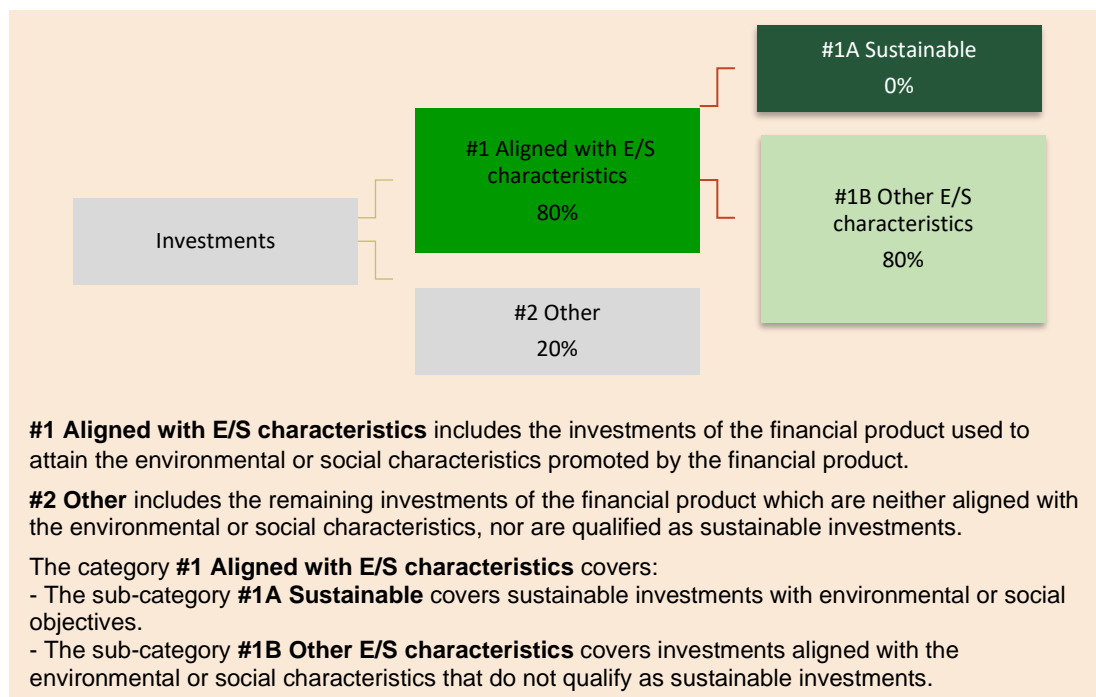 #1A Sustainable
0%
#1 Aligned with E/S
characteristics
80%
#1B Other E/S
characteristics
80%
Investments
#2 Other
20%
#1 Aligned with E/S characteristics includes the investments of the financial product used to
attain the environmental or social characteristics promoted by the financial product.
#2 Other includes the remaining investments of the financial product which are neither aligned with
the environmental or social characteristics, nor are qualified as sustainable investments.
The category #1 Aligned with E/S characteristics covers:
- The sub-category #1A Sustainable covers sustainable investments with environmental or social
objectives.
- The sub-category #1B Other E/S characteristics covers investments aligned with the
environmental or social characteristics that do not qualify as sustainable investments.